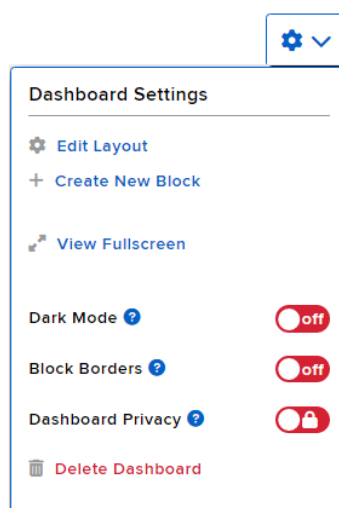 Dashboard Settings
Edit Layout
Create New Block
View Fullscreen
Dark Mode ? off
Block Borders ? off
Dashboard Privacy ?
Delete Dashboard